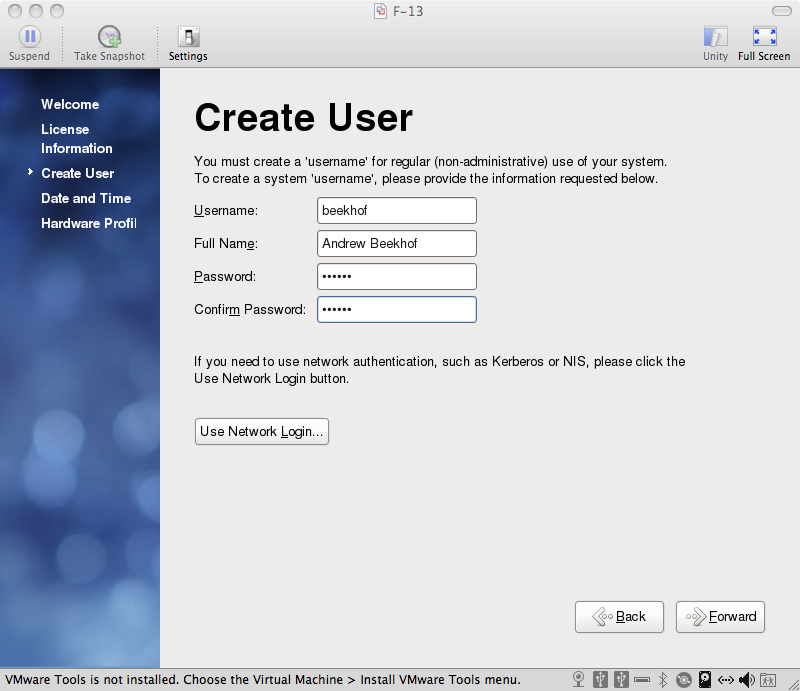 F-13
Suspend
Take Snapshot
Settings
Unity
Full Screen
Welcome
License
Information
Create User
Date and Time
Hardware Profil
Create User
You must create a 'username' for regular (non-administrative) use of your system.
To create a system 'username', please provide the information requested below.
Username:
beekhof
Full Name:
Andrew Beekhof
Password:
••••••
Confirm Password:
••••••
If you need to use network authentication, such as Kerberos or NIS, please click the
Use Network Login button.
Use Network Login...
Back
Forward
VMware Tools is not installed. Choose the Virtual Machine > Install VMware Tools menu.